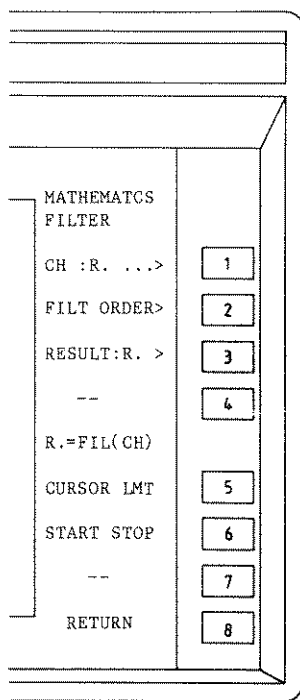 MATHEMATCS
FILTER
CH :R. ...> 1
FILT ORDER> 2
RESULT:R. > 3
-- 4
R.=FIL(CH)
CURSOR LMT 5
START STOP 6
-- 7
RETURN 8